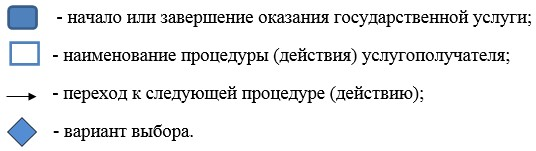 - начало или завершение оказания государственной услуги;
- наименование процедуры (действия) услугополучателя;
- переход к следующей процедуре (действию);
- вариант выбора.